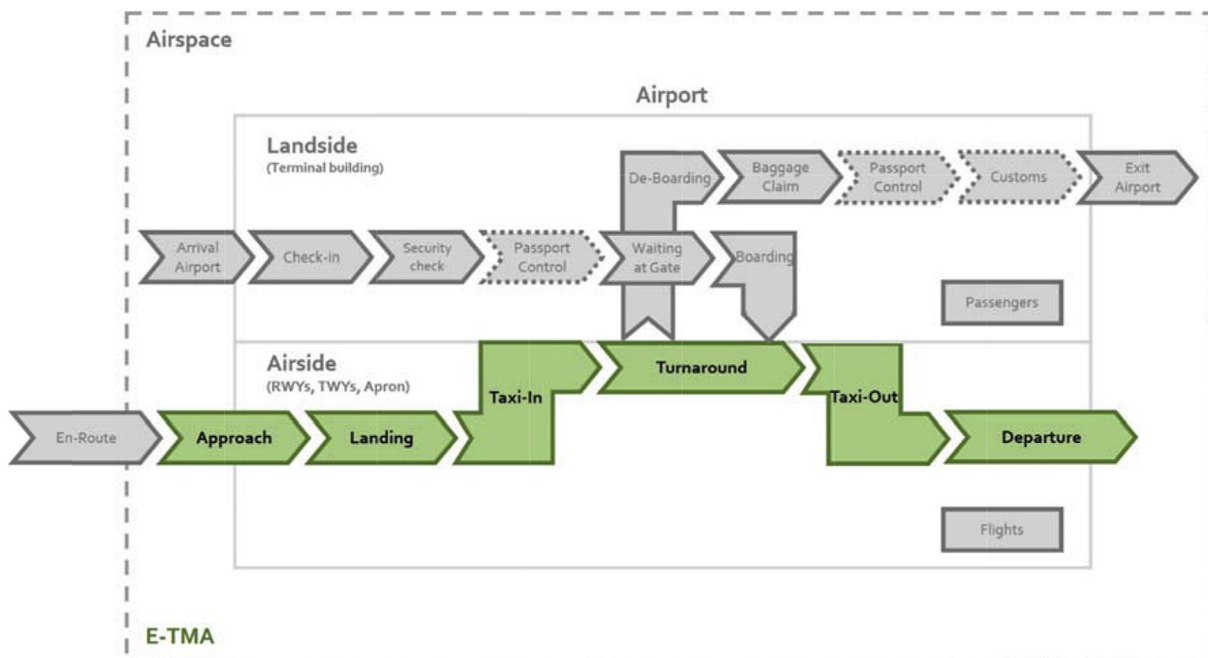 Airspace
Airport
Landside
(Terminal building)
De-Boarding
Baggage
Claim
Passport
Control
Customs
Exit
Airport
Arrival
Airport
Check-in
Security
check
Passport
Control
Waiting
at Gate
Boarding
Passengers
Airside
(RWYs, TWYs, Apron)
Taxi-In
Turnaround
Taxi-Out
En-Route
Approach
Landing
Departure
Flights
E-TMA